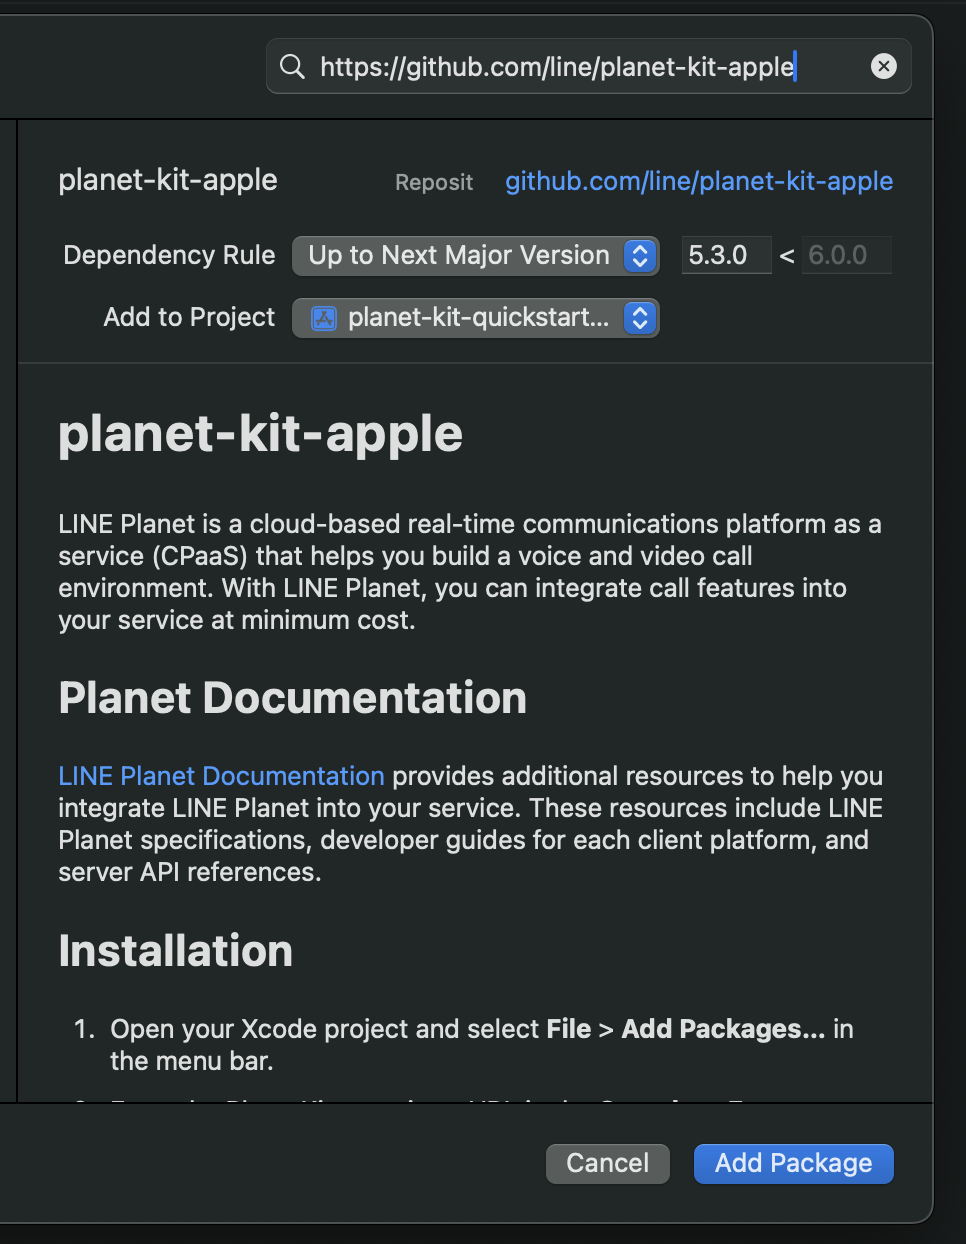 https://github.com/line/planet-kit-apple
planet-kit-apple Reposit github.com/line/planet-kit-apple
Dependency Rule Up to Next Major Version 5.3.0 < 6.0.0
Add to Project planet-kit-quickstart...
planet-kit-apple
LINE Planet is a cloud-based real-time communications platform as a
service (CPaaS) that helps you build a voice and video call
environment. With LINE Planet, you can integrate call features into
your service at minimum cost.
Planet Documentation
LINE Planet Documentation provides additional resources to help you
integrate LINE Planet into your service. These resources include LINE
Planet specifications, developer guides for each client platform, and
server API references.
Installation
1. Open your Xcode project and select File > Add Packages... in
the menu bar.
Cancel Add Package